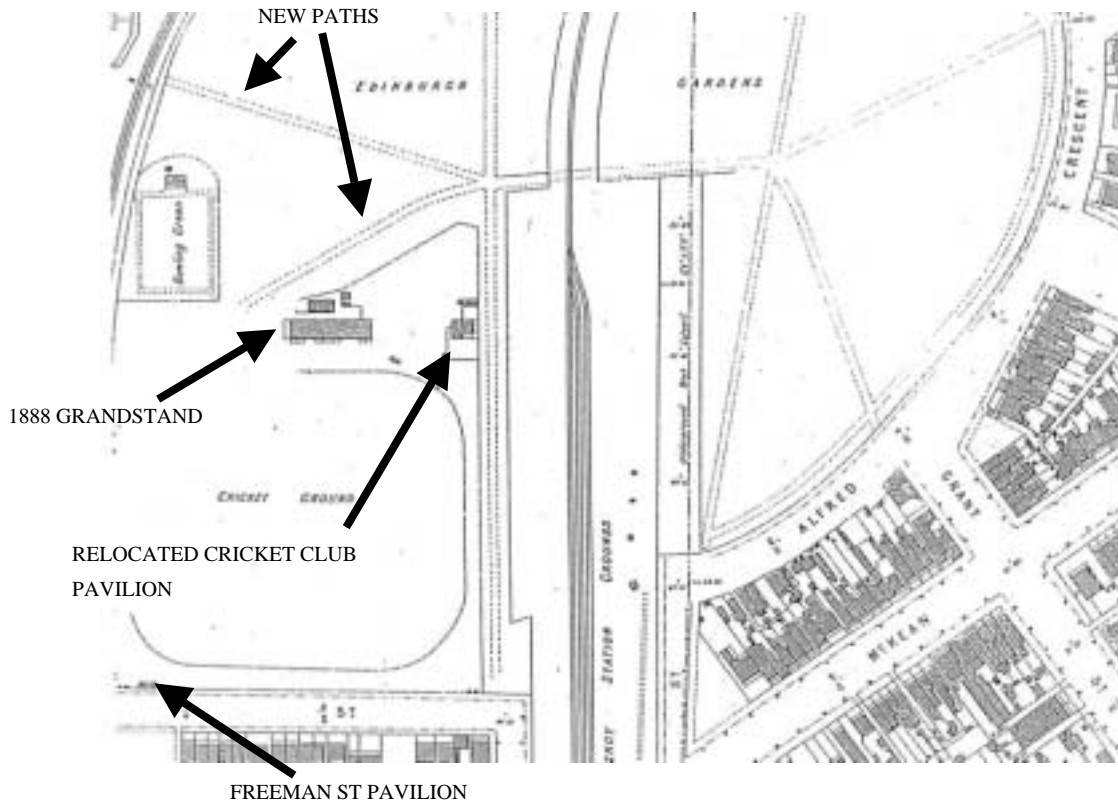 NEW PATHS
EDINBURGH
GARDENS
CRESCENT
Bowling Green
1888 GRANDSTAND
CRICKET GROUND
ALFRED
GRANT
RELOCATED CRICKET CLUB
PAVILION
STATION GROUNDS
MCKEAN
ST
ST
FREEMAN ST PAVILION